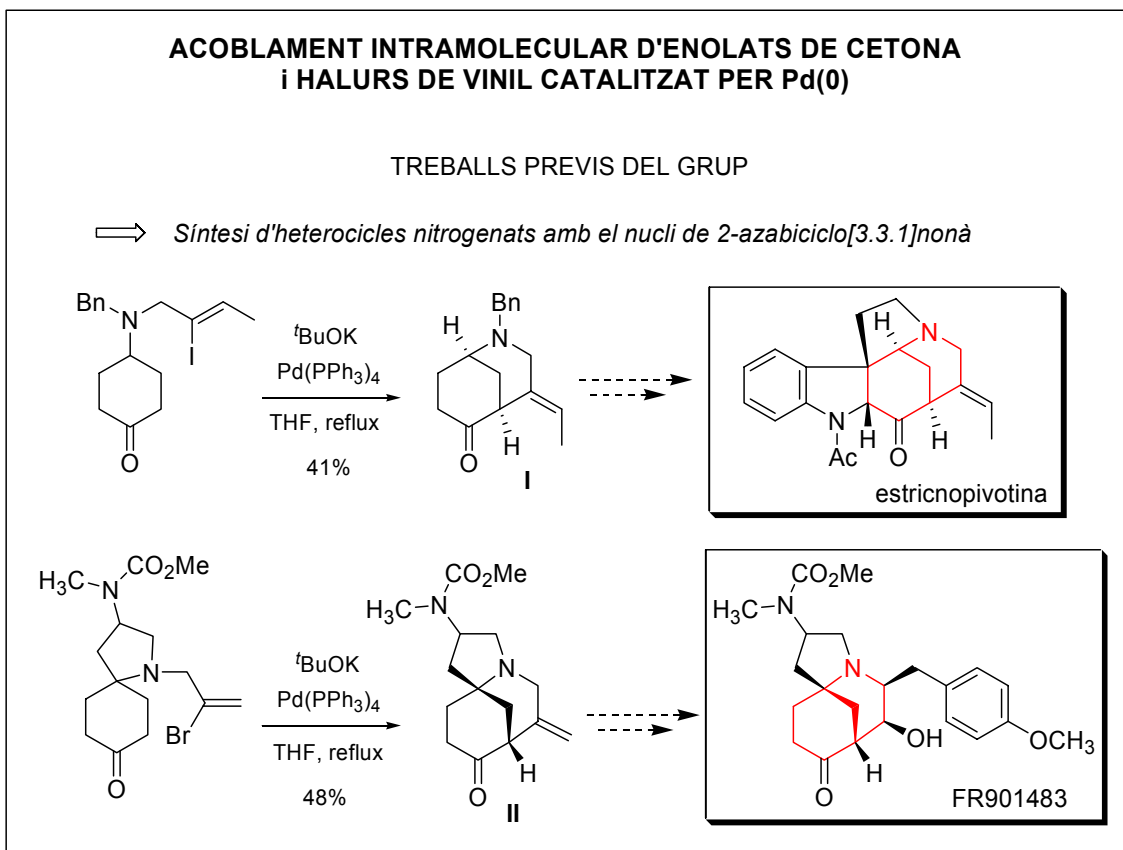 ACOBLAMENT INTRAMOLECULAR D'ENOLATS DE CETONA
i HALURS DE VINIL CATALITZAT PER Pd(0)
TREBALLS PREVIS DEL GRUP
Síntesi d'heterocicles nitrogenats amb el nucli de 2-azabiciclo[3.3.1]nonà
Bn
N
I
O
tBuOK
Pd(PPh3)4
THF, reflux
41%
Bn
H
N
O
H
I
H
N
N
H
Ac
O
H
estricnopivotina
CO2Me
H3C
N
N
Br
O
tBuOK
Pd(PPh3)4
THF, reflux
48%
CO2Me
H3C
N
N
O
H
II
CO2Me
H3C
N
N
OH
OCH3
O
H
FR901483